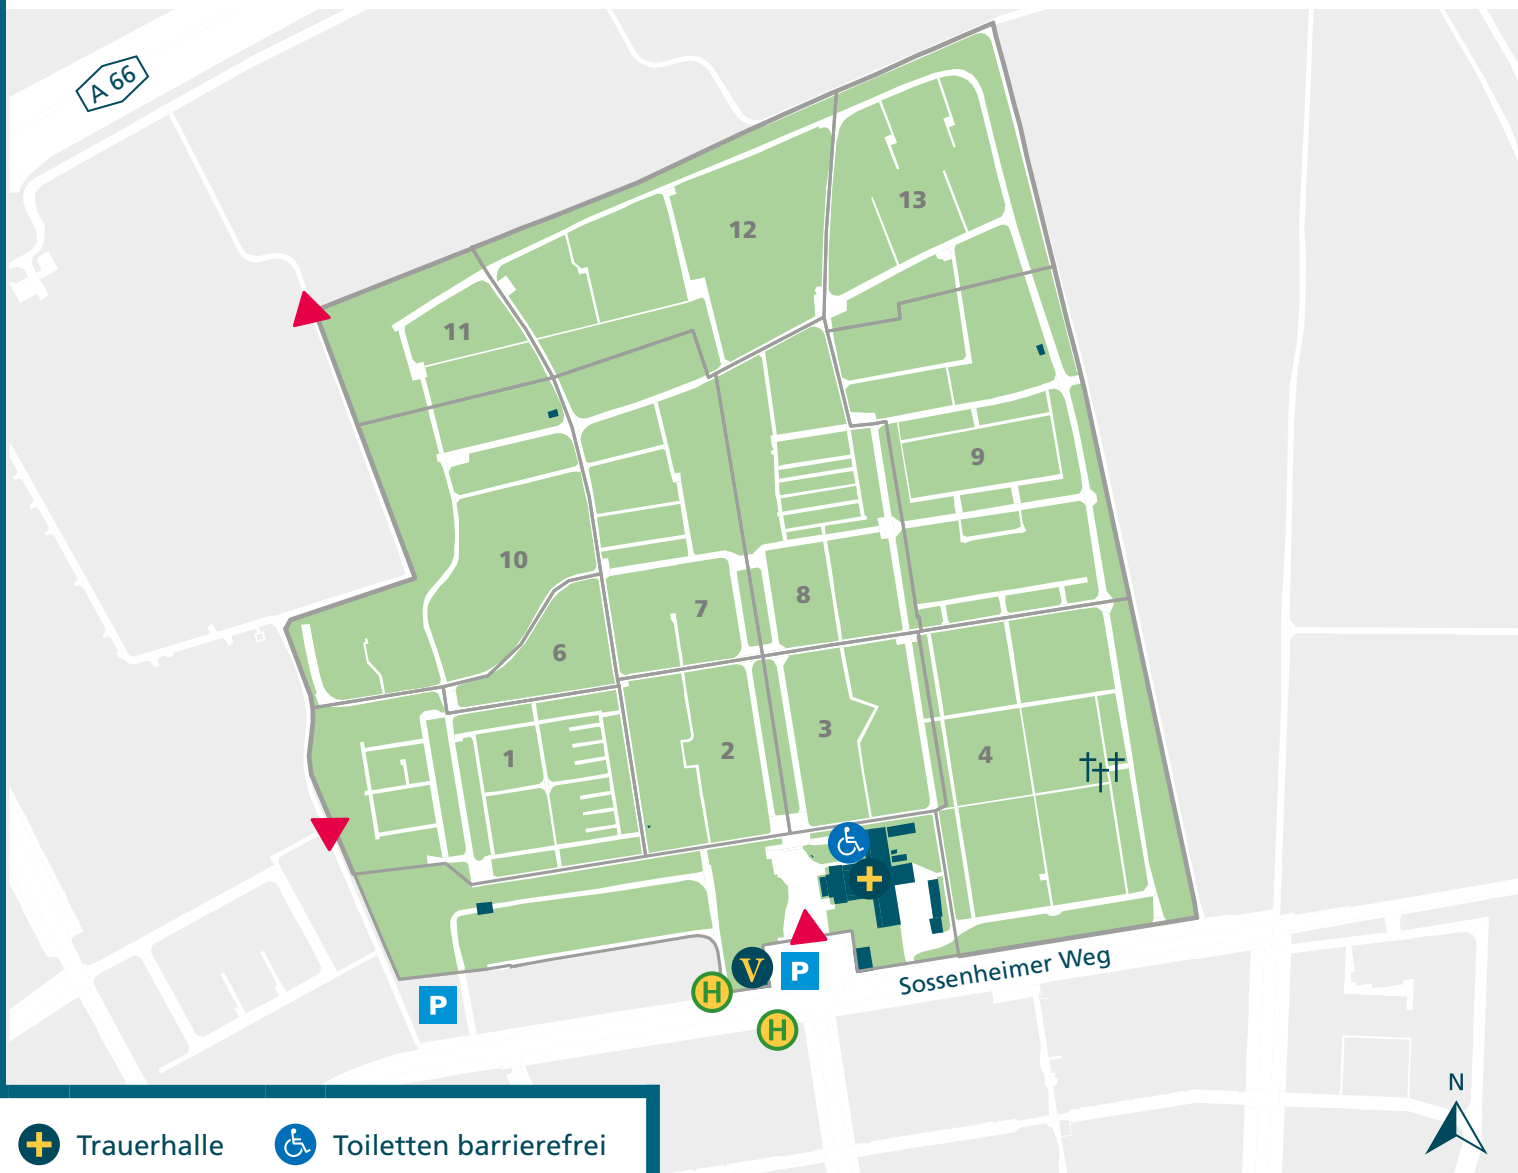 A 66
13
12
11
9
10
8
7
6
3
2
1
4
V
P
Sossenheimer Weg
H
P
H
N
Trauerhalle
Toiletten barrierefrei